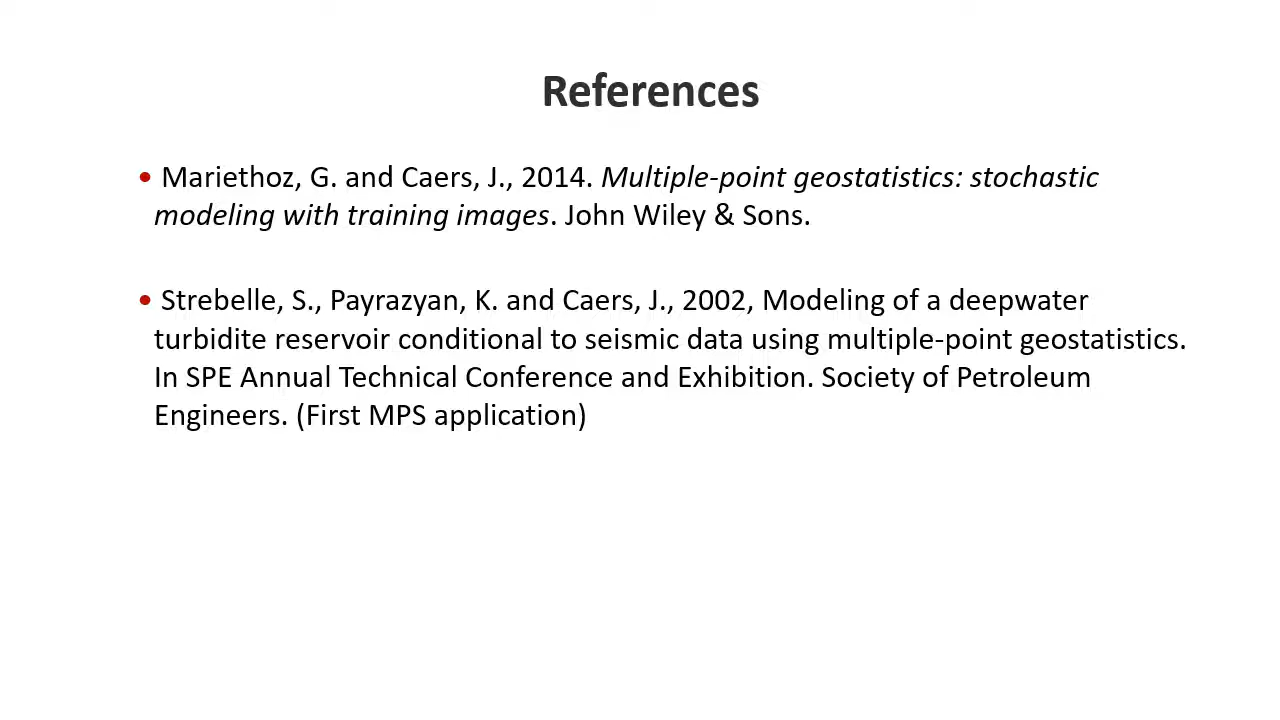 References
• Mariethoz, G. and Caers, J., 2014. Multiple-point geostatistics: stochastic
modeling with training images. John Wiley & Sons.
• Strebelle, S., Payrazyan, K. and Caers, J., 2002, Modeling of a deepwater
turbidite reservoir conditional to seismic data using multiple-point geostatistics.
In SPE Annual Technical Conference and Exhibition. Society of Petroleum
Engineers. (First MPS application)